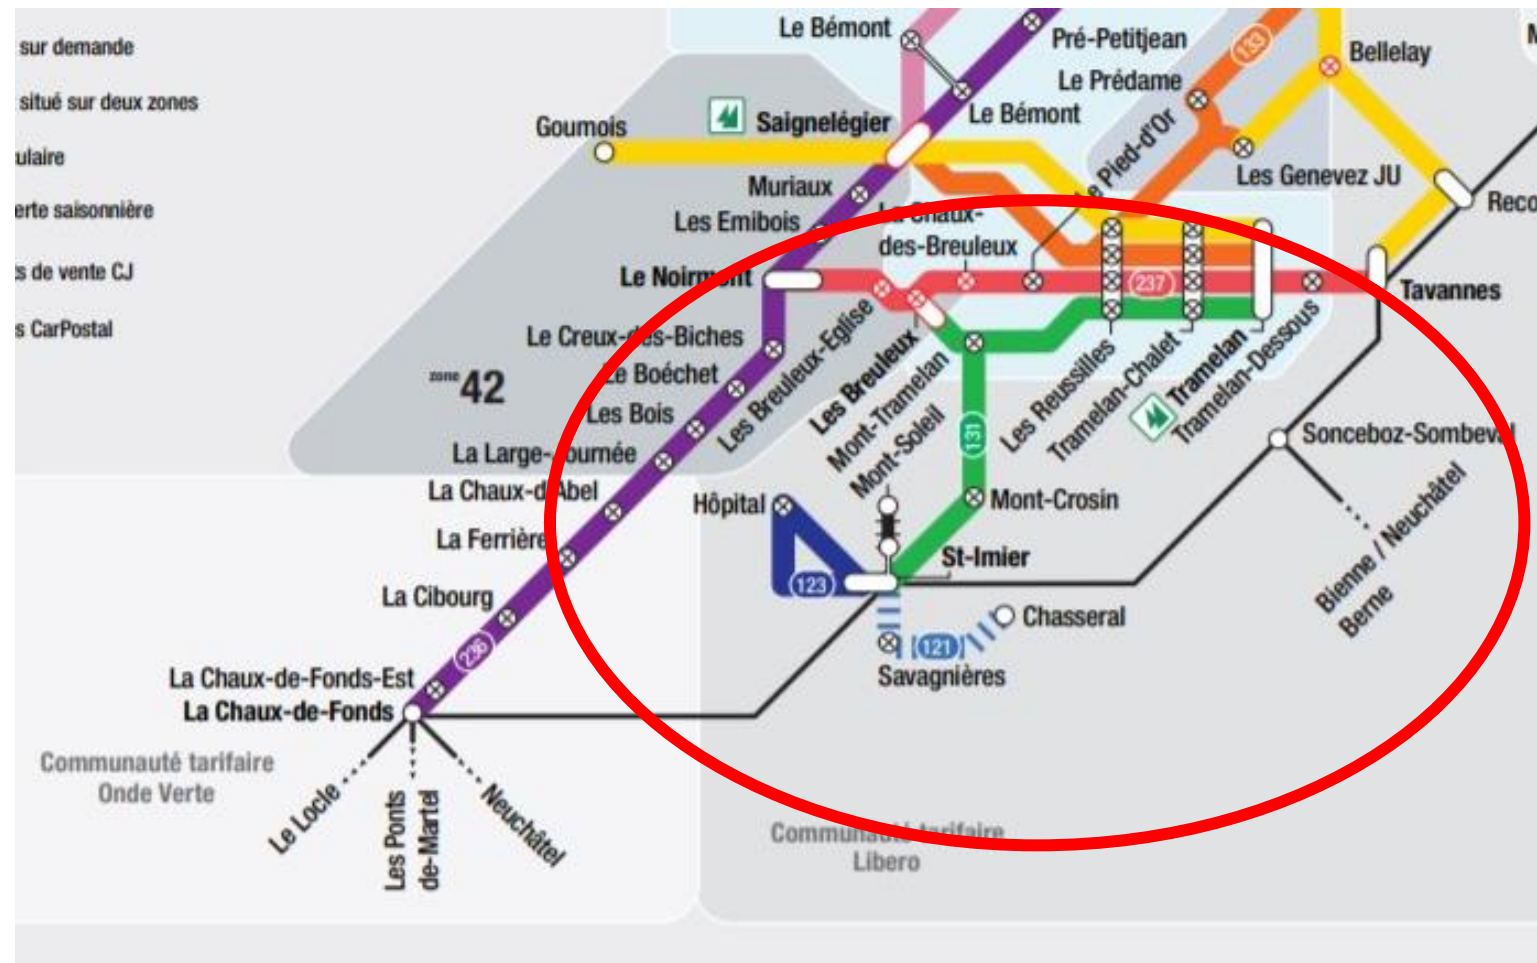 sur demande
situé sur deux zones
ulaire
erte saisonnière
s de vente CJ
s CarPostal
Le Bémont
Pré-Petitjean
133
Bellelay
Le Prédame
Le Bémont
Goumois
Saignelégier
Le Pied-d'Or
Les Genevez JU
Muriaux
Les Emibois
La Chaux-
des-Breuleux
Reco
Le Noirmont
237
Tavannes
Le Creux-des-Biches
Le Boéchet
Les Bois
zone 42
Les Breuleux-Eglise
Les Breuleux
Mont-Tramelan
Mont-Soleil
131
Les Reussilles
Tramelan-Chalet
Tramelan
Tramelan-Dessous
Sonceboz-Sombeval
La Large-Journée
La Chaux-d'Abel
Hôpital
Mont-Crosin
La Ferrière
St-Imier
123
Bienne / Neuchâtel
Berne
La Cibourg
Chasseral
121
Savagnières
236
La Chaux-de-Fonds-Est
La Chaux-de-Fonds
Communauté tarifaire
Onde Verte
Le Locle
Les Ponts
de-Martel
Neuchâtel
Communauté tarifaire
Libero